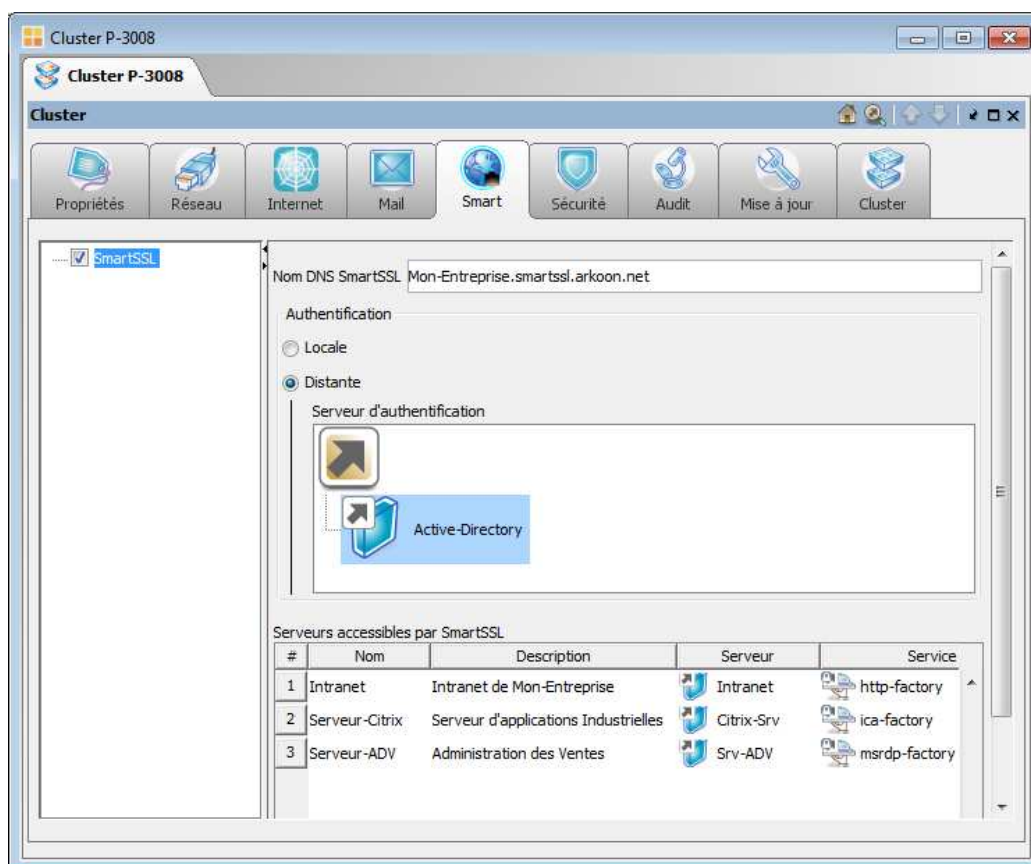 Cluster P-3008
Cluster P-3008
Cluster
Propriétés Réseau Internet Mail Smart Sécurité Audit Mise à jour Cluster
SmartSSL
Nom DNS SmartSSL Mon-Entreprise.smartssl.arkoon.net
Authentification
Locale
Distante
Serveur d'authentification
Active-Directory
Serveurs accessibles par SmartSSL
# Nom Description Serveur Service
1 Intranet Intranet de Mon-Entreprise Intranet http-factory
2 Serveur-Citrix Serveur d'applications Industrielles Citrix-Srv ica-factory
3 Serveur-ADV Administration des Ventes Srv-ADV msrdp-factory